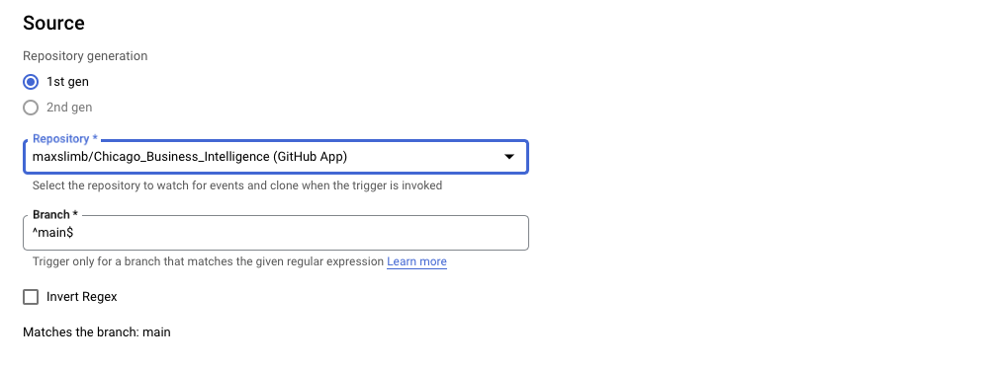 Source
Repository generation
1st gen
2nd gen
Repository *
maxslimb/Chicago_Business_Intelligence (GitHub App)
Select the repository to watch for events and clone when the trigger is invoked
Branch *
^main$
Trigger only for a branch that matches the given regular expression Learn more
Invert Regex
Matches the branch: main